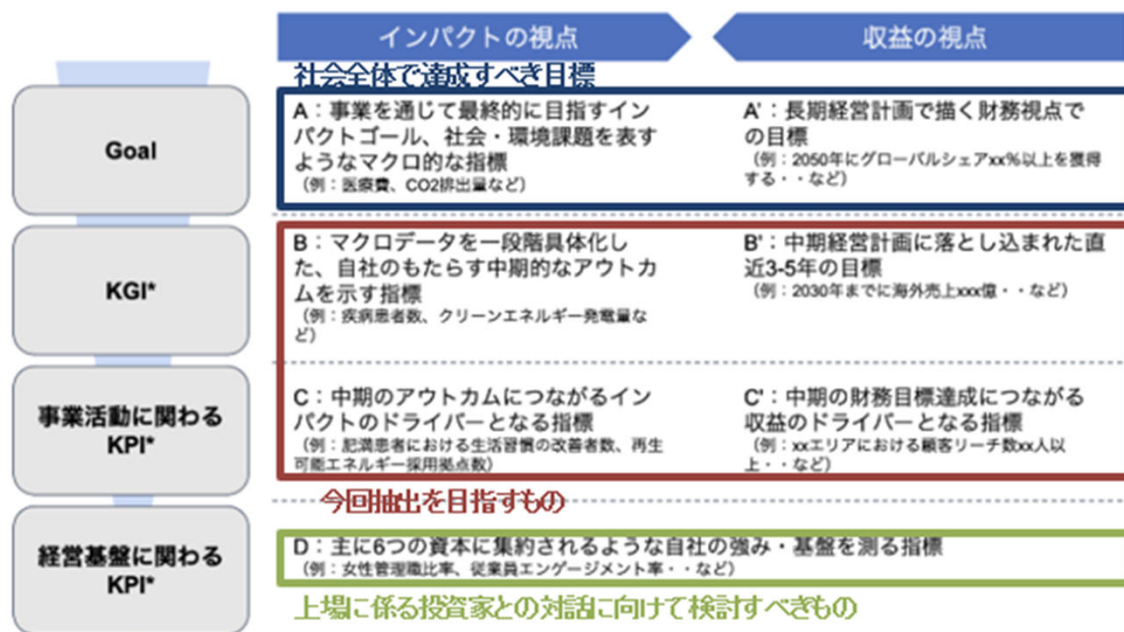 インパクトの視点
収益の視点
社会全体で達成すべき目標
Goal
A：事業を通じて最終的に目指すイン
パクトゴール、社会・環境課題を表す
ようなマクロ的な指標
（例：医療費、CO2排出量など）
A'：長期経営計画で描く財務視点で
の目標
（例：2050年にグローバルシェアxx%以上を獲得
する・・など）
KGI*
B：マクロデータを一段階具体化し
た、自社のもたらす中期的なアウトカ
ムを示す指標
（例：疾病患者数、クリーンエネルギー発電量な
ど）
B'：中期経営計画に落とし込まれた直
近3-5年の目標
（例：2030年までに海外売上xxx億・・など）
事業活動に関わる
KPI*
C：中期のアウトカムにつながるイン
パクトのドライバーとなる指標
（例：肥満患者における生活習慣の改善者数、再生
可能エネルギー採用拠点数）
C'：中期の財務目標達成につながる
収益のドライバーとなる指標
（例：xxエリアにおける顧客リーチ数xx人以
上・・など）
今回抽出を目指すもの
経営基盤に関わる
KPI*
D：主に6つの資本に集約されるような自社の強み・基盤を測る指標
（例：女性管理職比率、従業員エンゲージメント率・・など）
上場に係る投資家との対話に向けて検討すべきもの